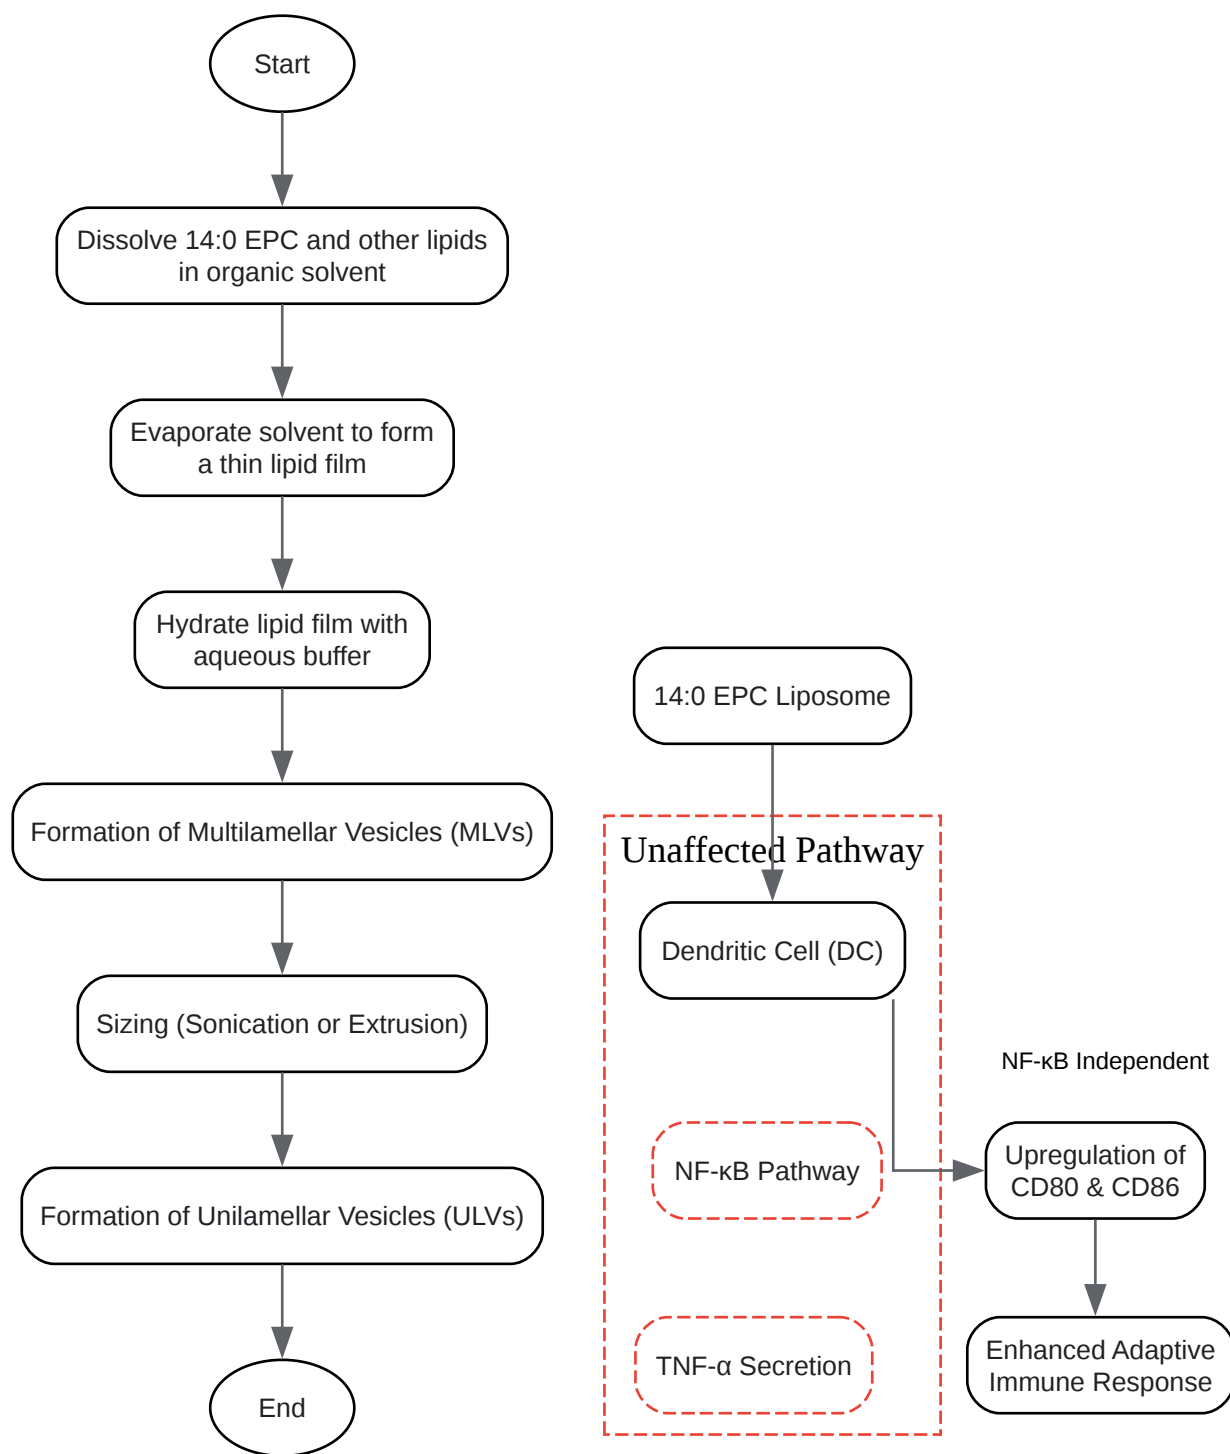 Start
Dissolve 14:0 EPC and other lipids
in organic solvent
Evaporate solvent to form
a thin lipid film
Hydrate lipid film with
aqueous buffer
Formation of Multilamellar Vesicles (MLVs)
Sizing (Sonication or Extrusion)
Formation of Unilamellar Vesicles (ULVs)
End
14:0 EPC Liposome
Unaffected Pathway
Dendritic Cell (DC)
NF-κB Pathway
TNF-α Secretion
NF-κB Independent
Upregulation of
CD80 & CD86
Enhanced Adaptive
Immune Response